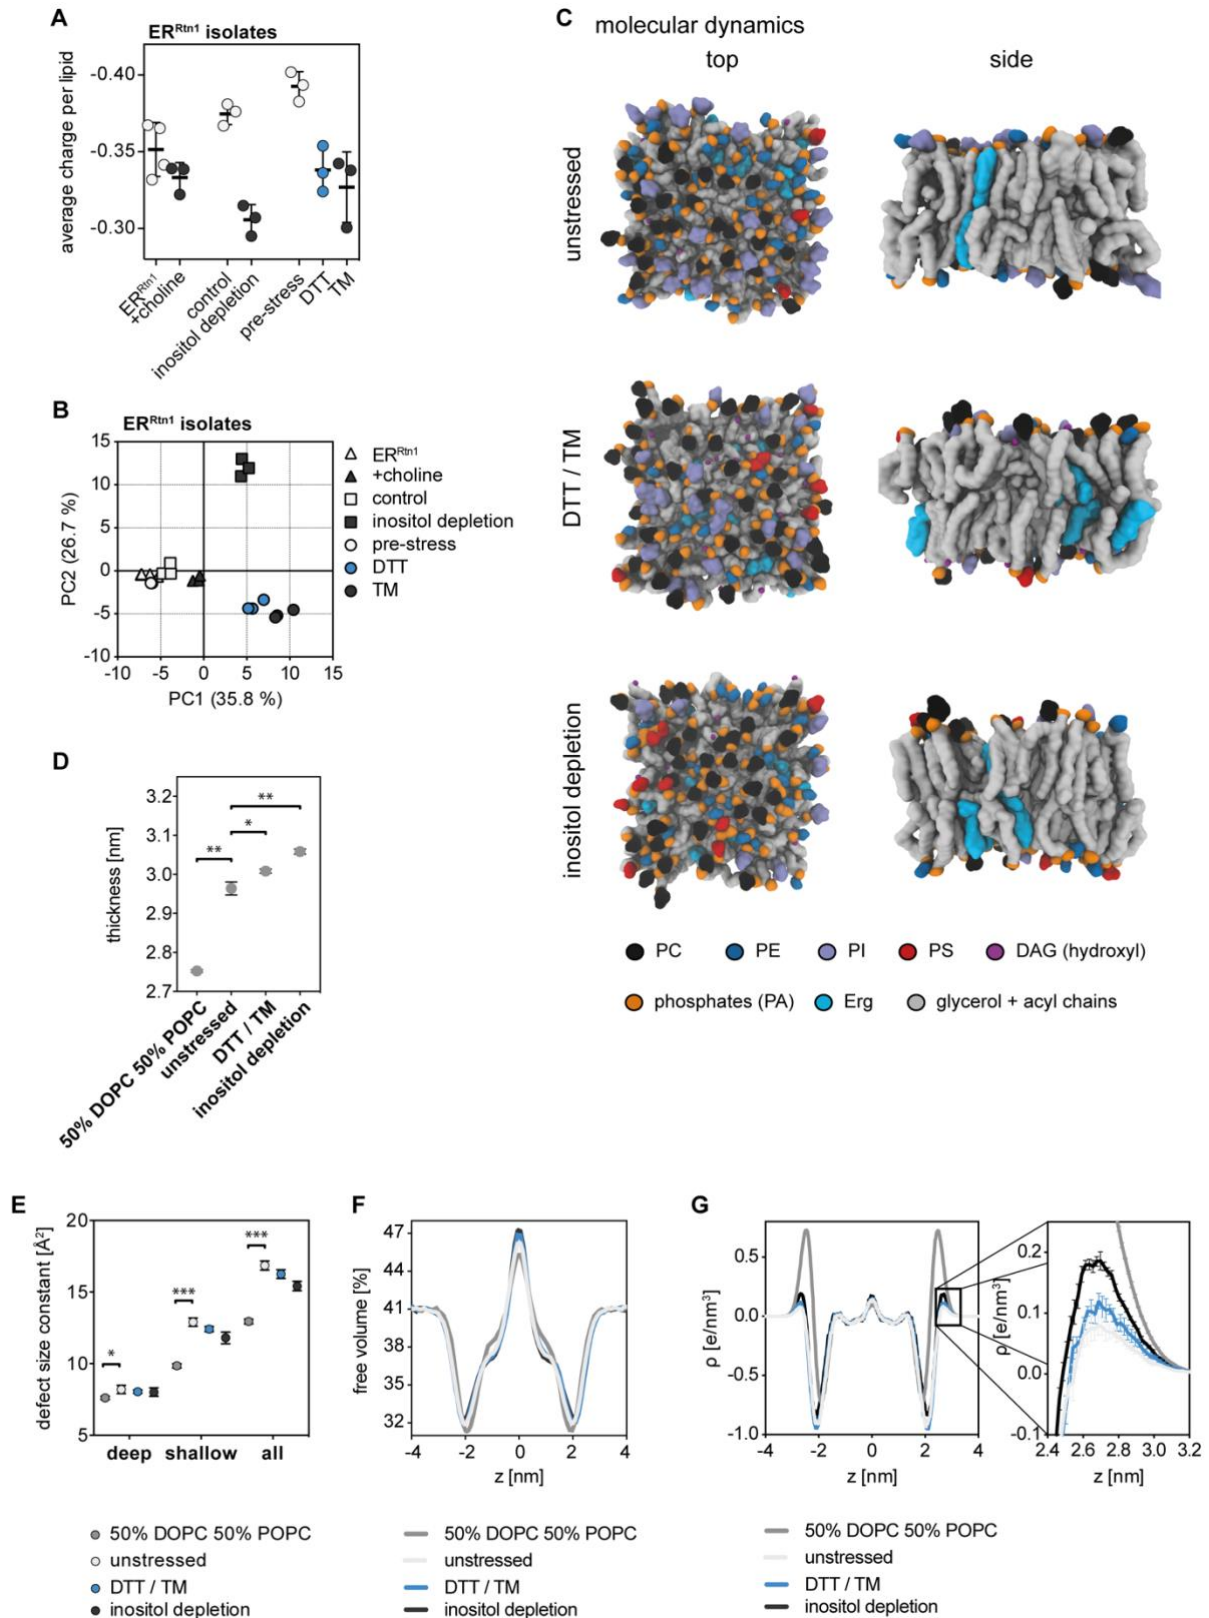 A
ER^Rtn1 isolates
average charge per lipid
-0.40
-0.35
-0.30
ER^Rtn1
+choline
control
inositol depletion
pre-stress
DTT
TM
B
ER^Rtn1 isolates
PC2 (26.7 %)
15
10
5
0
-5
-10
-10 -5 0 5 10 15
PC1 (35.8 %)
ER^Rtn1
+choline
control
inositol depletion
pre-stress
DTT
TM
C
molecular dynamics
top side
unstressed
DTT / TM
inositol depletion
PC PE PI PS DAG (hydroxyl)
phosphates (PA) Erg glycerol + acyl chains
D
thickness [nm]
3.2
3.1
3.0
2.9
2.8
2.7
**
*
**
50% DOPC 50% POPC
unstressed
DTT / TM
inositol depletion
E
defect size constant [Å²]
20
15
10
5
*
***
***
deep shallow all
50% DOPC 50% POPC
unstressed
DTT / TM
inositol depletion
F
free volume [%]
47
44
41
38
35
32
-4 -2 0 2 4
z [nm]
50% DOPC 50% POPC
unstressed
DTT / TM
inositol depletion
G
ρ [e/nm³]
0.5
0.0
-0.5
-1.0
-4 -2 0 2 4
z [nm]
ρ [e/nm³]
0.2
0.1
0.0
-0.1
2.4 2.6 2.8 3.0 3.2
z [nm]
50% DOPC 50% POPC
unstressed
DTT / TM
inositol depletion